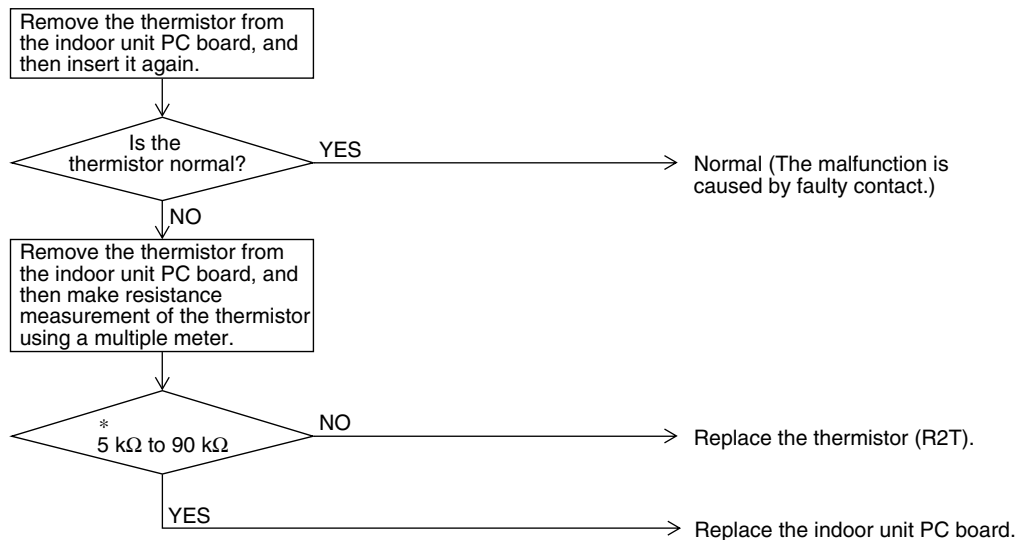 Remove the thermistor from
the indoor unit PC board, and
then insert it again.
Is the
thermistor normal?
YES
Normal (The malfunction is
caused by faulty contact.)
NO
Remove the thermistor from
the indoor unit PC board, and
then make resistance
measurement of the thermistor
using a multiple meter.
*
5 kΩ to 90 kΩ
NO
Replace the thermistor (R2T).
YES
Replace the indoor unit PC board.